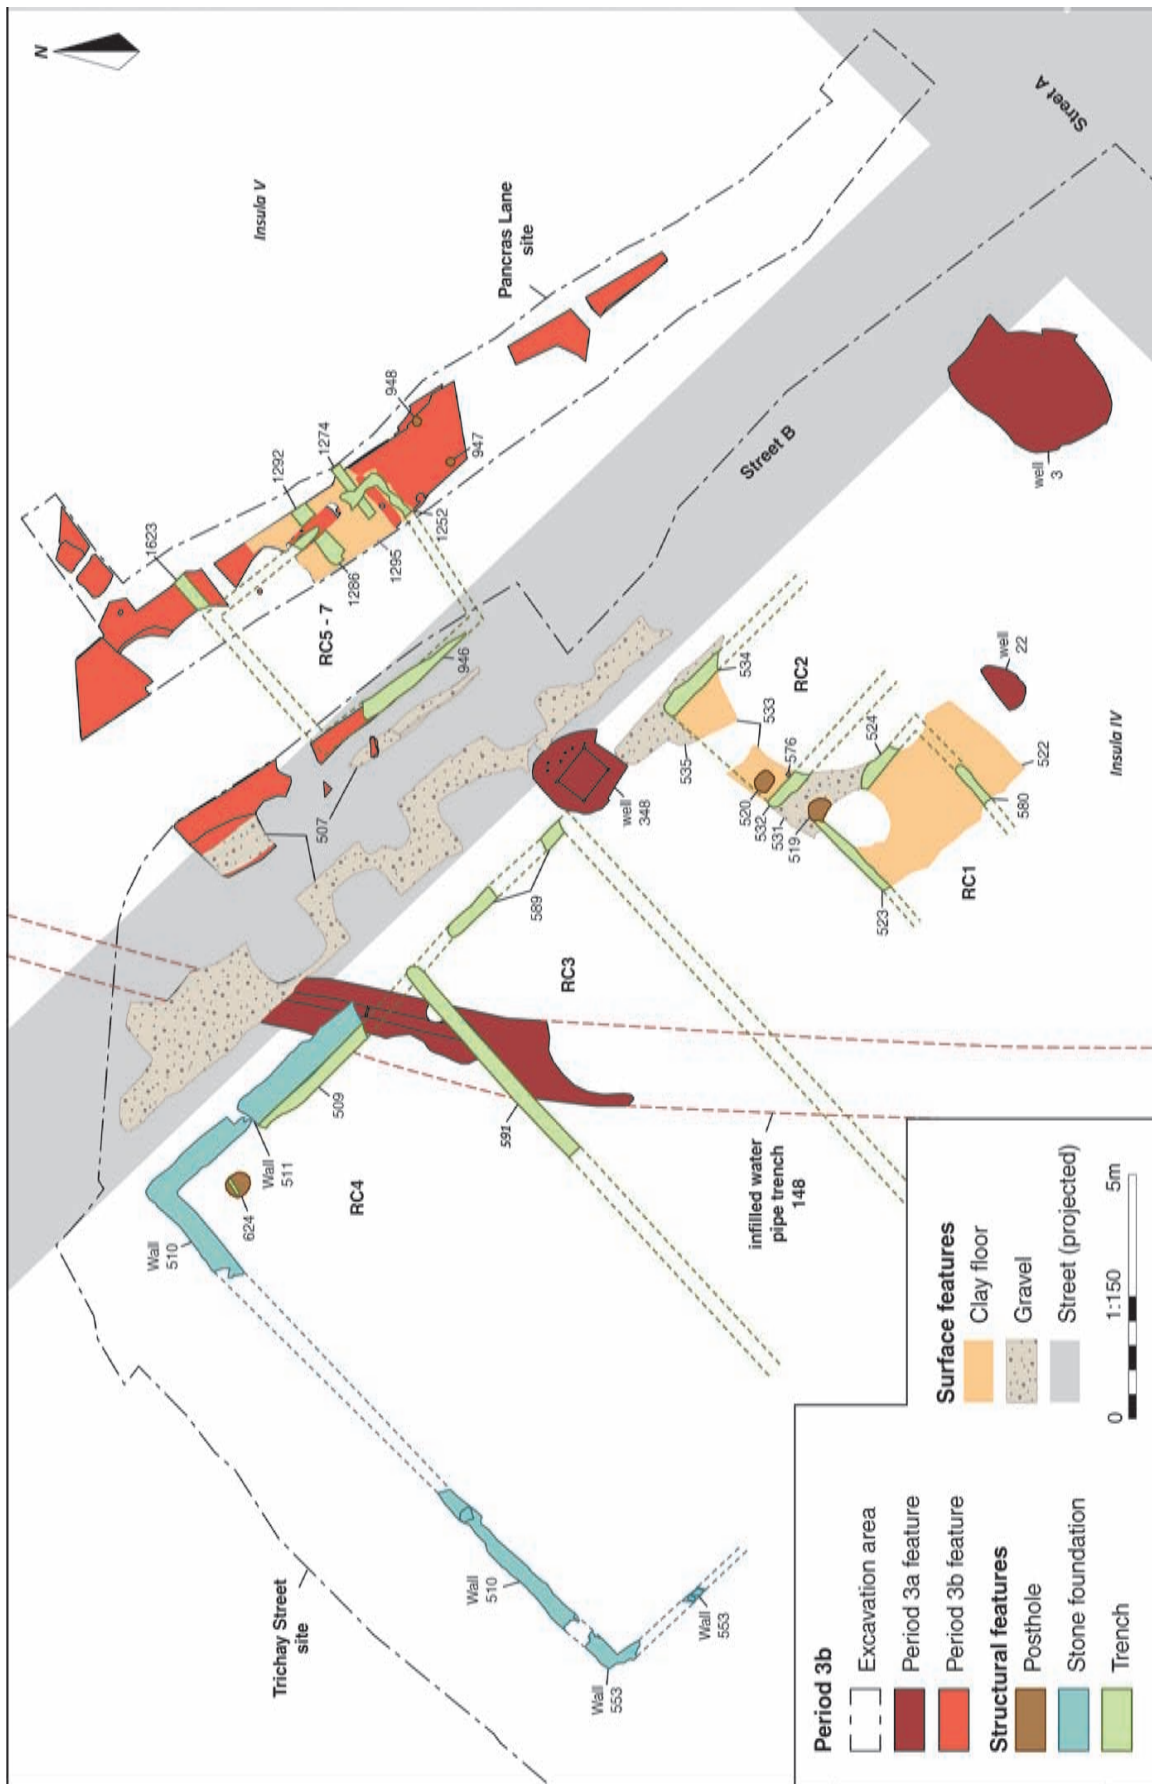 N
Insula V
Pancras Lane
site
Street A
Street B
1623
1292
1274
948
947
1252
1295
1286
RC5 - 7
946
507
well
3
534
RC2
533
535
576
520
532
531
519
524
well
22
522
Insula IV
580
RC1
523
well
348
589
RC3
591
509
Wall
511
RC4
624
Wall
510
infilled water
pipe trench
148
Trichay Street
site
Wall
510
Wall
553
Wall
553
Period 3b
Excavation area
Period 3a feature
Period 3b feature
Structural features
Posthole
Stone foundation
Trench
Surface features
Clay floor
Gravel
Street (projected)
0 1:150 5m